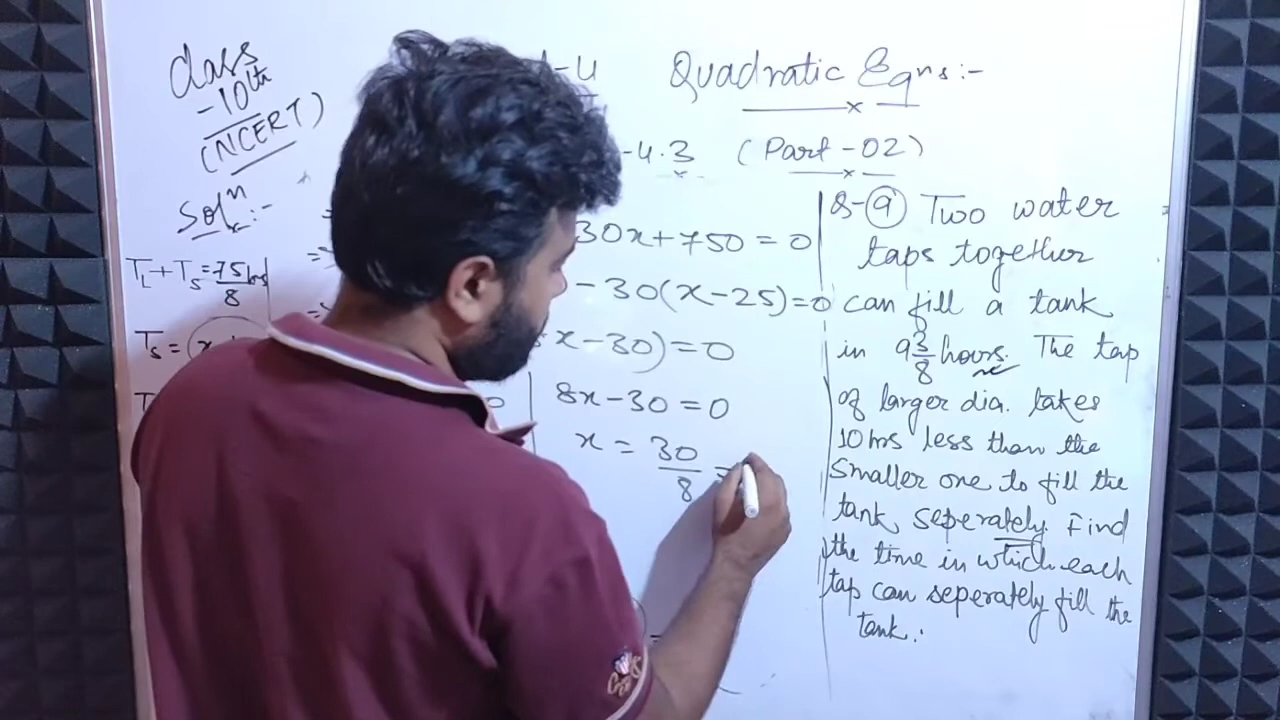 class
-10th
(NCERT)
-4 Quadratic Eqns:-
-4.3 (Part-02)
Soln:-
TL + TS = 75/8 hrs
TS = (x
30x+750 = 0
-30(x-25)=0
x-30) = 0
8x-30 = 0
x = 30/8 =
Q-(9) Two water
taps together
can fill a tank
in 9 3/8 hours. The tap
of larger dia. takes
10 hrs less than the
smaller one to fill the
tank seperately. Find
the time in which each
tap can seperately fill the
tank.